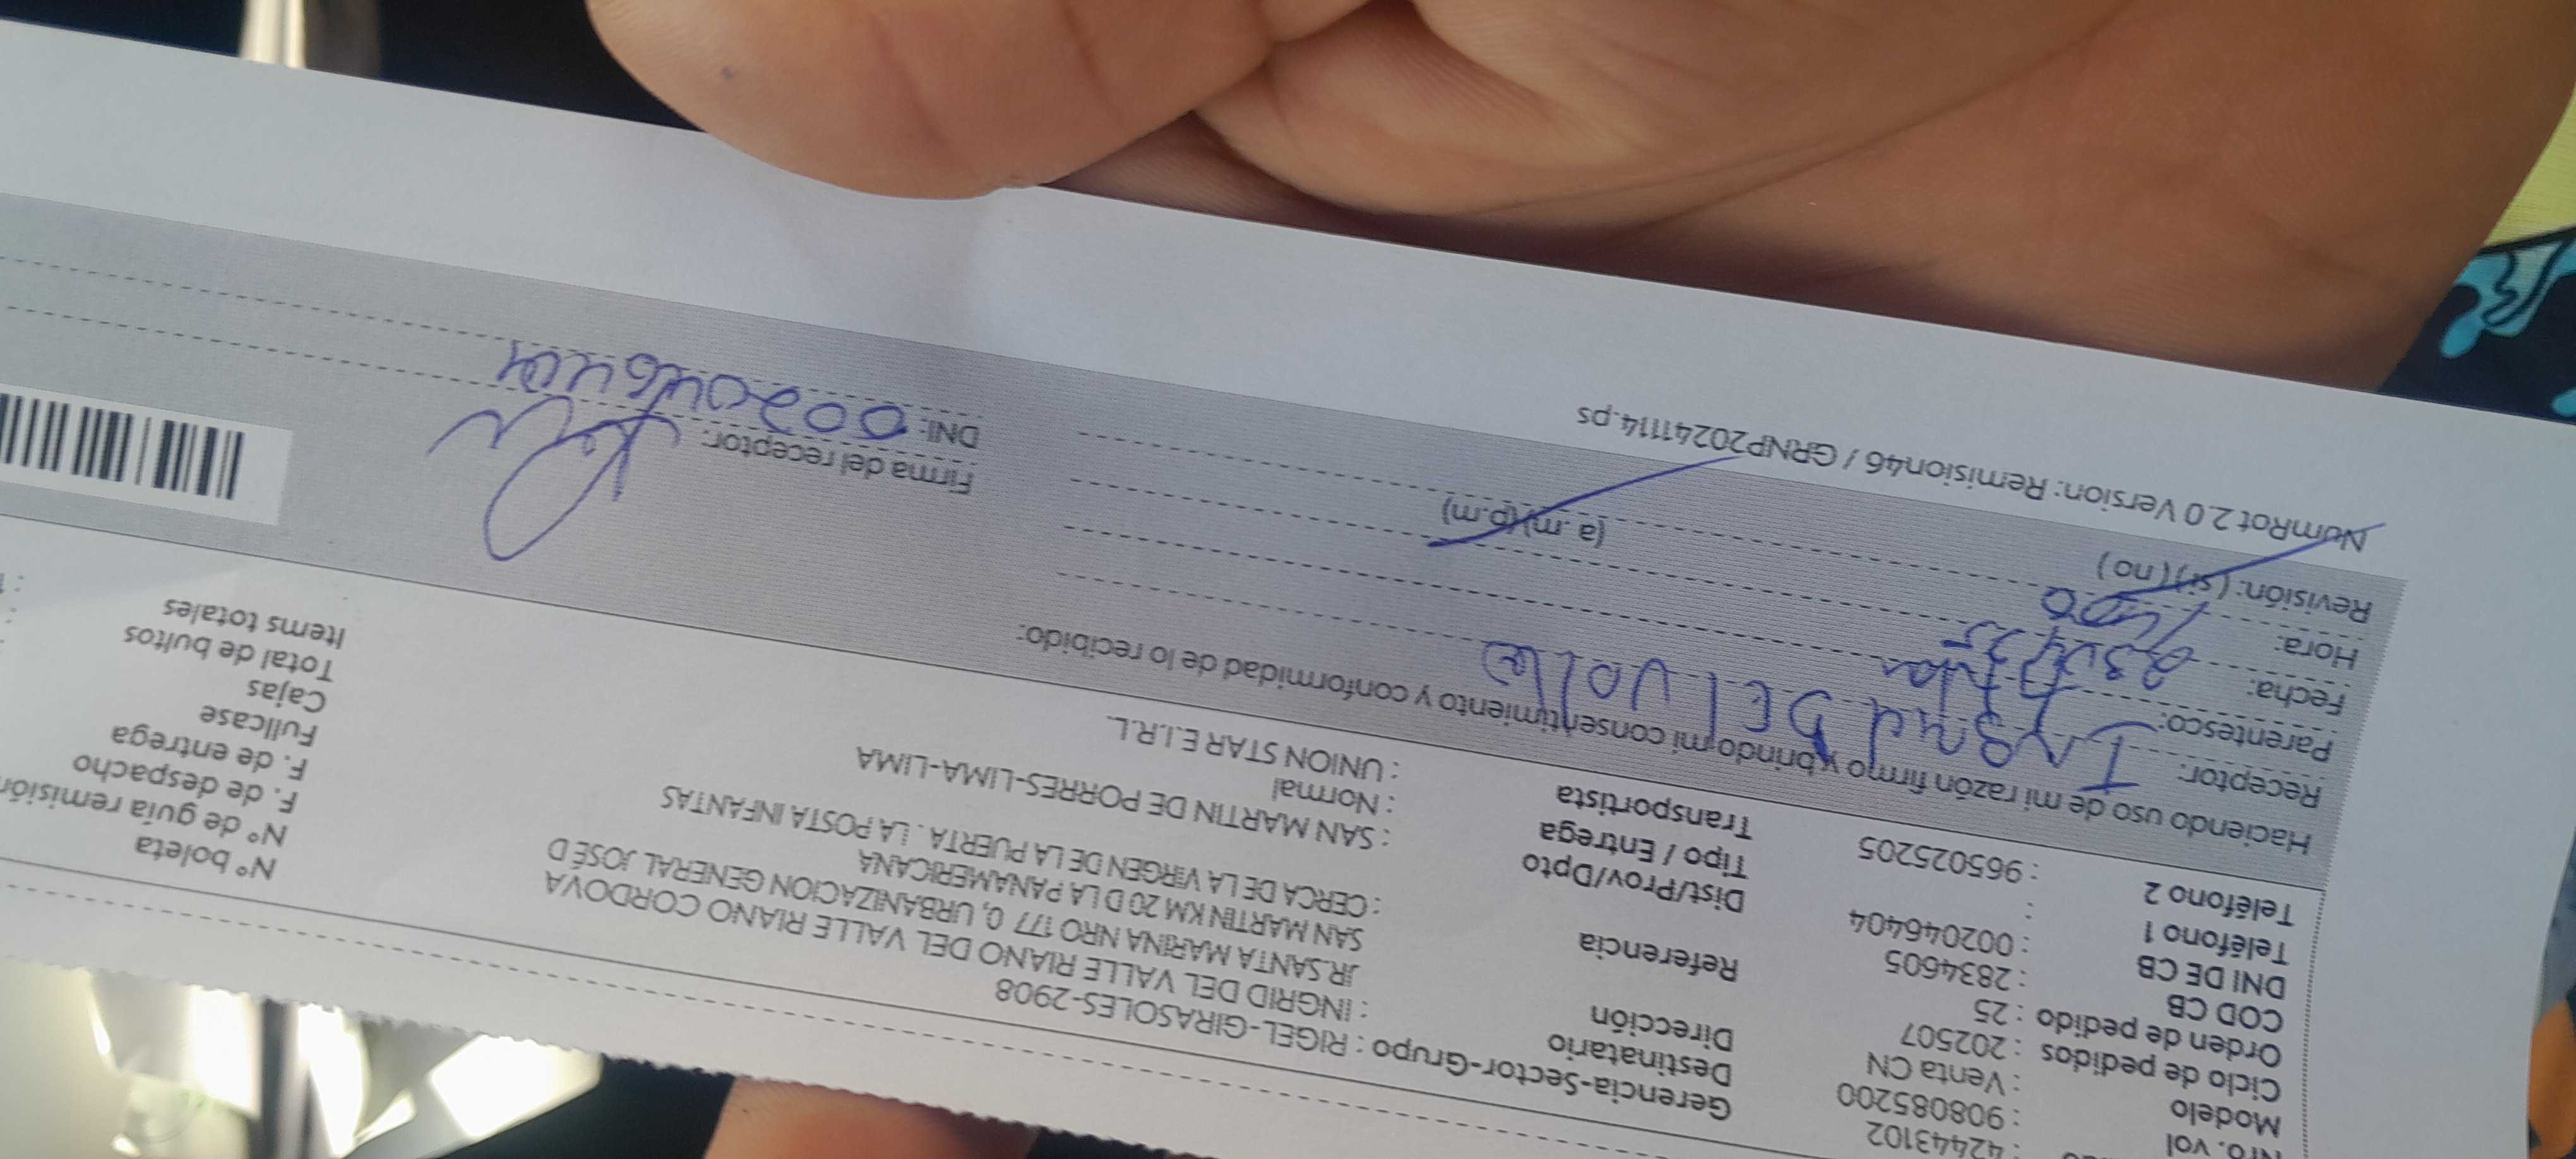 : 42443102
Nro. vol : 908085200
Modelo : Venta CN
Ciclo de pedidos : 202507
Orden de pedido : 25
COD CB : 2834605
DNI DE CB : 002046404
Teléfono 1 :
Teléfono 2 : 965025205
Gerencia-Sector-Grupo : RIGEL-GIRASOLES-2908
Destinatario : INGRID DEL VALLE RIANO DEL VALLE RIANO CORDOVA
Dirección JR.SANTA MARINA NRO 177 0, URBANIZACION GENERAL JOSÉ D
SAN MARTIN KM 20 D LA PANAMERICANA
Referencia : CERCA DE LA VIRGEN DE LA PUERTA . LA POSTA INFANTAS
Dist/Prov/Dpto : SAN MARTIN DE PORRES-LIMA-LIMA
Tipo / Entrega : Normal
Transportista : UNION STAR E.I.R.L.
Nº boleta
Nº de guía remisión
F. de despacho
F. de entrega
Fullcase
Cajas
Total de bultos
Items totales
Haciendo uso de mi razón firmo y brindo mi consentimiento y conformidad de lo recibido:
Receptor: Ingrid Del Valle
Parentesco:
Fecha:
Hora: (a.m)(p.m)
Revisión: (si) (no)
Firma del receptor:
DNI: 002046404
NumRot 2.0 Version: Remision46 / GRNP20241114.ps